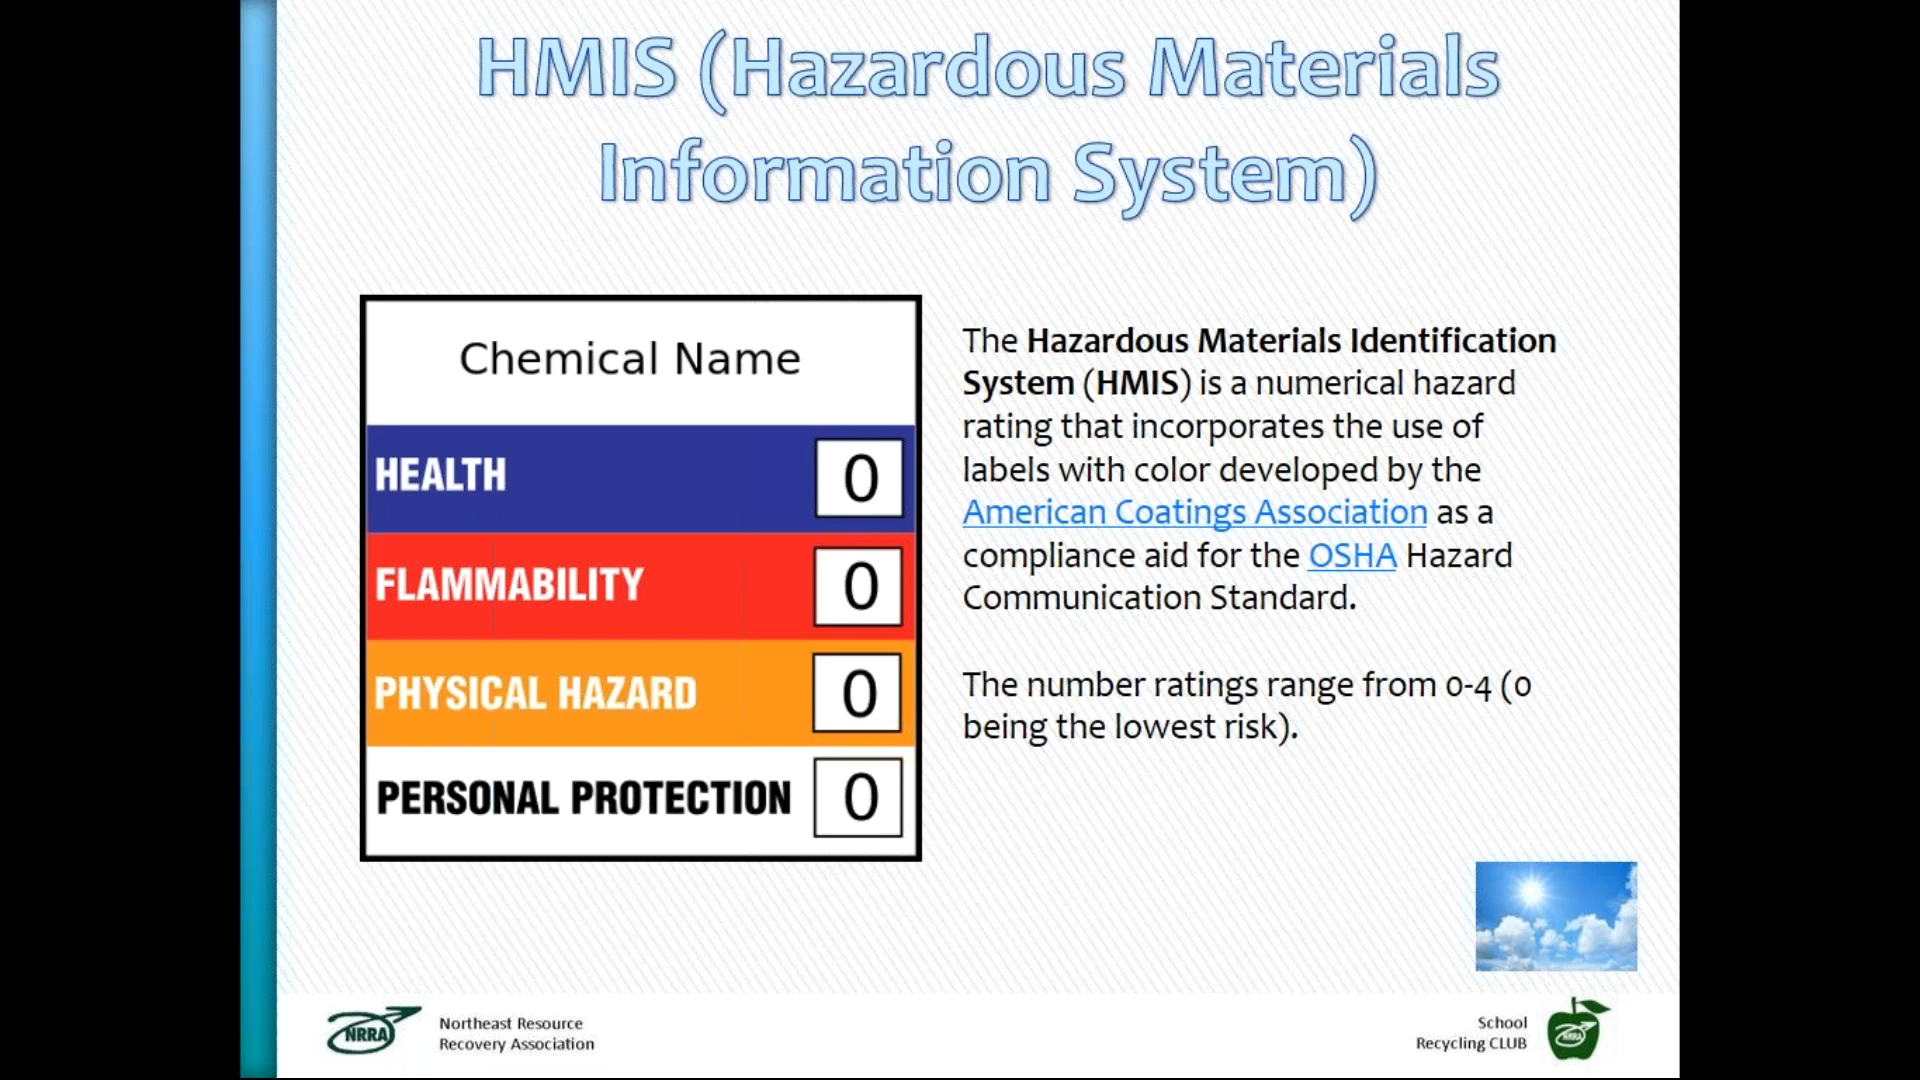 HMIS (Hazardous Materials
Information System)
Chemical Name
HEALTH 0
FLAMMABILITY 0
PHYSICAL HAZARD 0
PERSONAL PROTECTION 0
The Hazardous Materials Identification
System (HMIS) is a numerical hazard
rating that incorporates the use of
labels with color developed by the
American Coatings Association as a
compliance aid for the OSHA Hazard
Communication Standard.
The number ratings range from 0-4 (0
being the lowest risk).
NRRA
Northeast Resource
Recovery Association
School
Recycling CLUB
NRRA